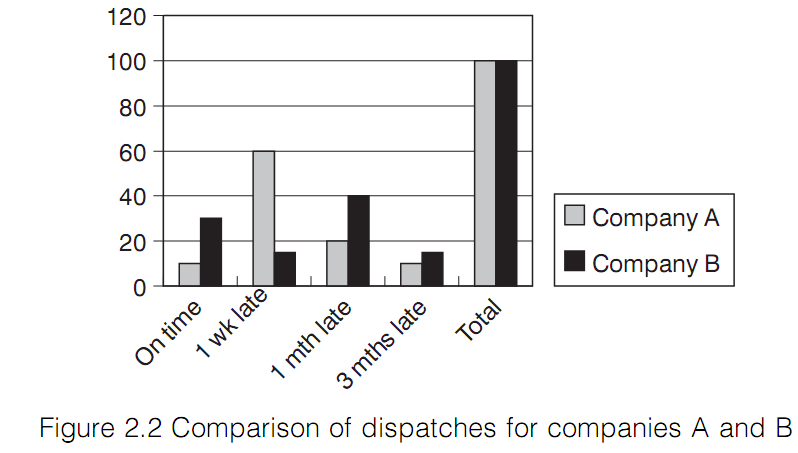 120
100
80
60
40
20
0
On time
1 wk late
1 mth late
3 mths late
Total
Company A
Company B
Figure 2.2 Comparison of dispatches for companies A and B